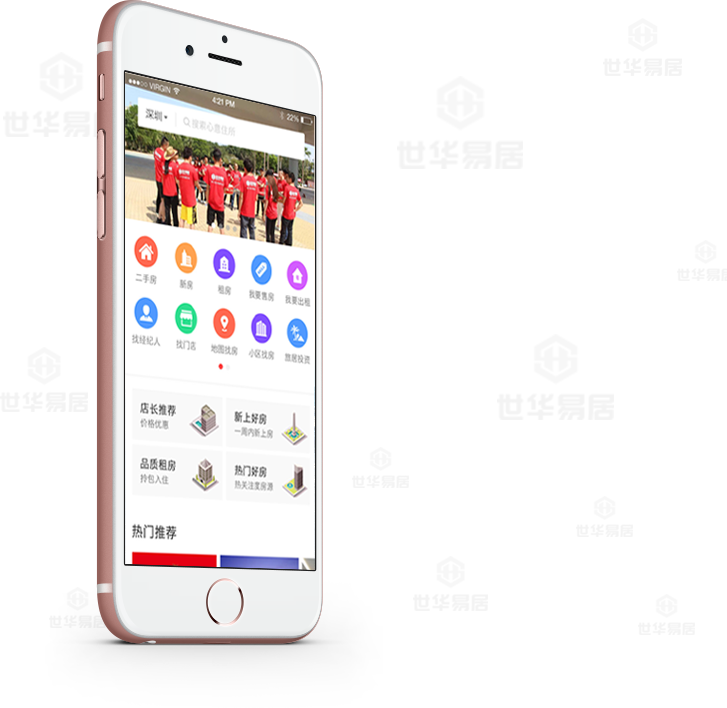 VIRGIN
4:21 PM
22%
深圳
搜索心意住所
二手房
新房
租房
我要售房
我要出租
找经纪人
找门店
地图找房
小区找房
旅居投资
店长推荐
价格优惠
新上好房
一周内新上房
品质租房
拎包入住
热门好房
热关注度房源
热门推荐
世华易居
世华易居
世华易居
世华易居
世华易居
世华易居
世华易居
世华易居
世华易居
世华易居
世华易居